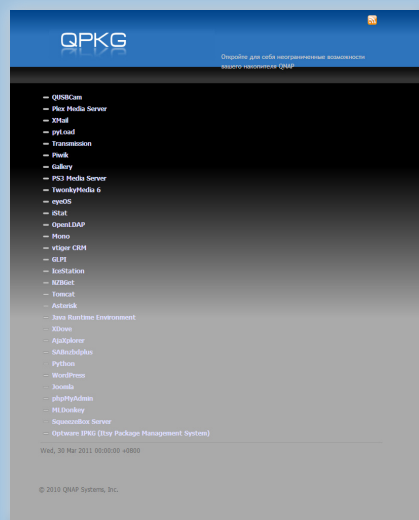 QPKG
Откройте для себя неограниченные возможности
вашего накопителя QNAP
QUSBCam
Plex Media Server
XMail
pyLoad
Transmission
Piwik
Gallery
PS3 Media Server
TwonkyMedia 6
eyeOS
iStat
OpenLDAP
Mono
vtiger CRM
GLPI
IceStation
NZBGet
Tomcat
Asterisk
Java Runtime Environment
XDove
AjaXplorer
SABnzbdplus
Python
WordPress
Joomla
phpMyAdmin
MLDonkey
Squeezebox Server
Optware IPKG (Itsy Package Management System)
Wed, 30 Mar 2011 00:00:00 +0800
© 2010 QNAP Systems, Inc.